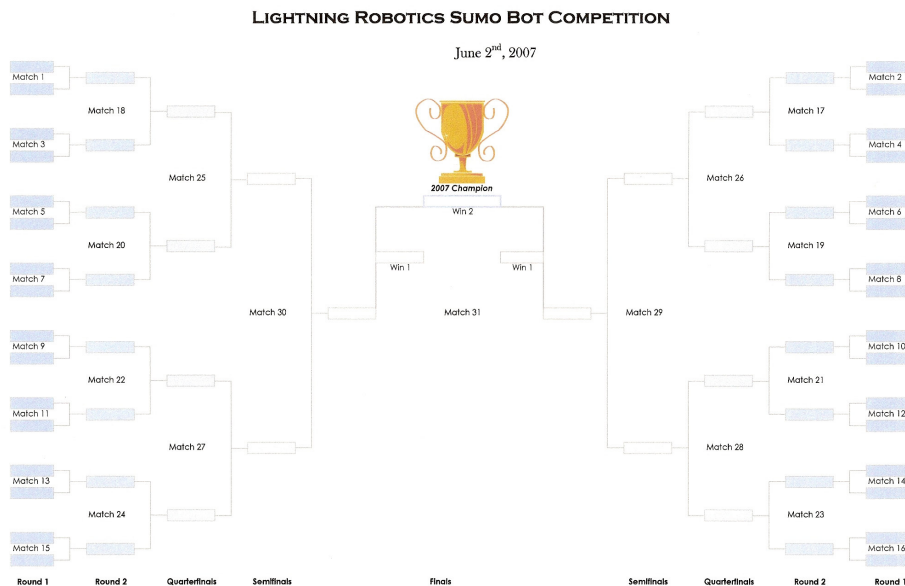 LIGHTNING ROBOTICS SUMO BOT COMPETITION
June 2nd, 2007
Match 1
Match 2
Match 18
Match 17
Match 3
Match 4
Match 25
Match 26
2007 Champion
Match 5
Win 2
Match 6
Match 20
Match 19
Win 1
Win 1
Match 7
Match 8
Match 30
Match 31
Match 29
Match 9
Match 10
Match 22
Match 21
Match 11
Match 12
Match 27
Match 28
Match 13
Match 14
Match 24
Match 23
Match 15
Match 16
Round 1
Round 2
Quarterfinals
Semifinals
Finals
Semifinals
Quarterfinals
Round 2
Round 1